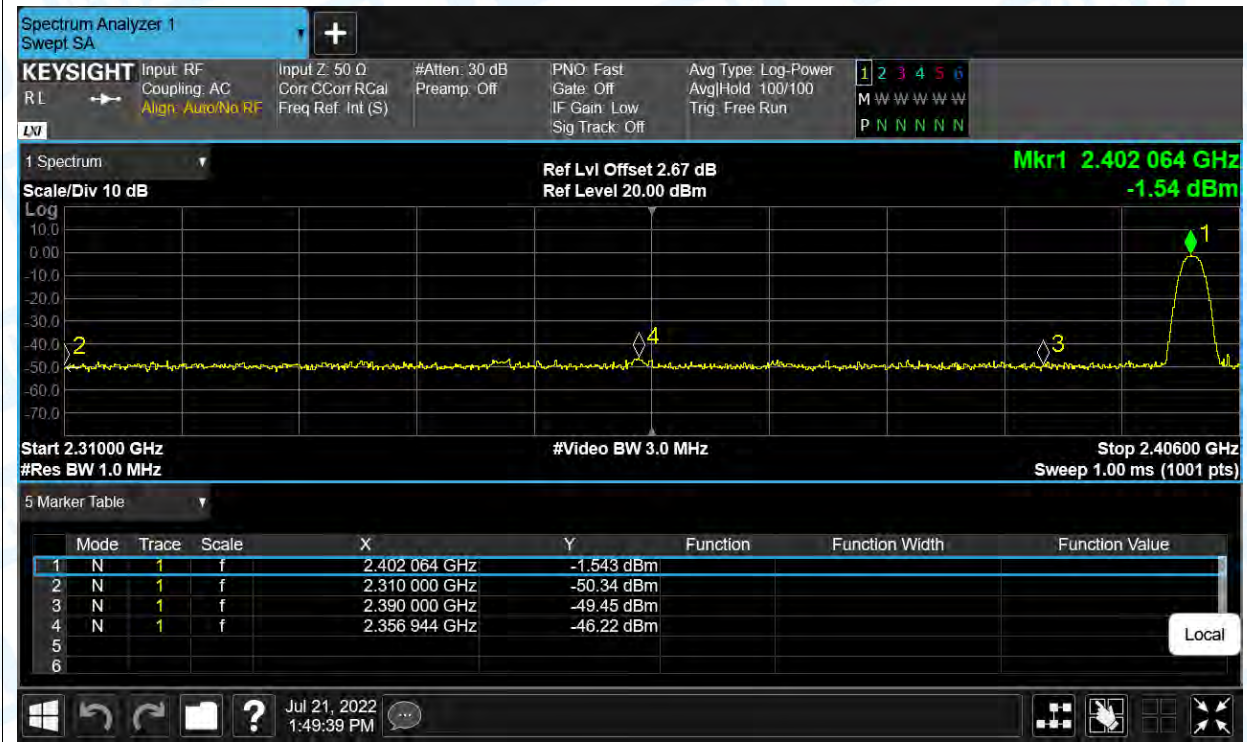 Spectrum Analyzer 1
Swept SA
+
KEYSIGHT Input: RF Input Z: 50 Ω #Atten: 30 dB PNO: Fast Avg Type: Log-Power 1 2 3 4 5 6
RL Coupling: AC Corr CCorr RCal Preamp: Off Gate: Off Avg|Hold: 100/100 M W W W W W
Align: Auto/No RF Freq Ref: Int (S) IF Gain: Low Trig: Free Run P N N N N N
LXI Sig Track: Off
1 Spectrum Ref Lvl Offset 2.67 dB Mkr1 2.402 064 GHz
Scale/Div 10 dB Ref Level 20.00 dBm -1.54 dBm
Log
10.0
1
0.00
-10.0
-20.0
-30.0
-40.0
2 4 3
-50.0
-60.0
-70.0
Start 2.31000 GHz #Video BW 3.0 MHz Stop 2.40600 GHz
#Res BW 1.0 MHz Sweep 1.00 ms (1001 pts)
5 Marker Table
Mode Trace Scale X Y Function Function Width Function Value
1 N 1 f 2.402 064 GHz -1.543 dBm
2 N 1 f 2.310 000 GHz -50.34 dBm
3 N 1 f 2.390 000 GHz -49.45 dBm
4 N 1 f 2.356 944 GHz -46.22 dBm
5
6
Local
? Jul 21, 2022
1:49:39 PM